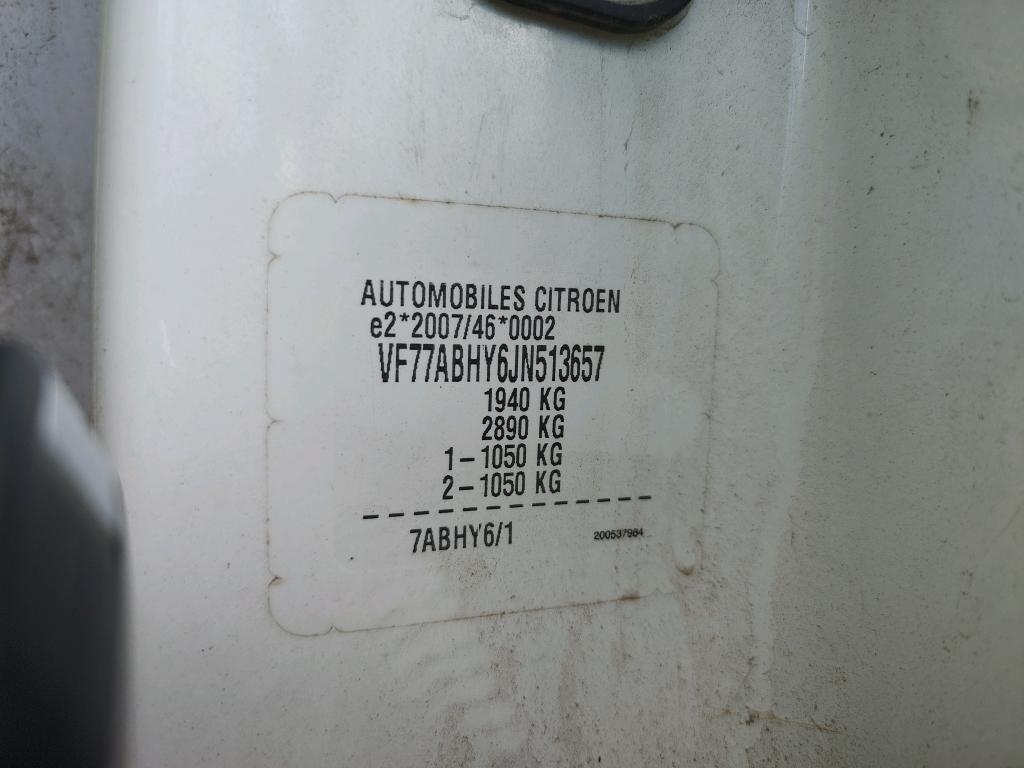 AUTOMOBILES CITROEN
e2*2007/46*0002
VF77ABHY6JN513657
1940 KG
2890 KG
1-1050 KG
2-1050 KG
7ABHY6/1 200537984